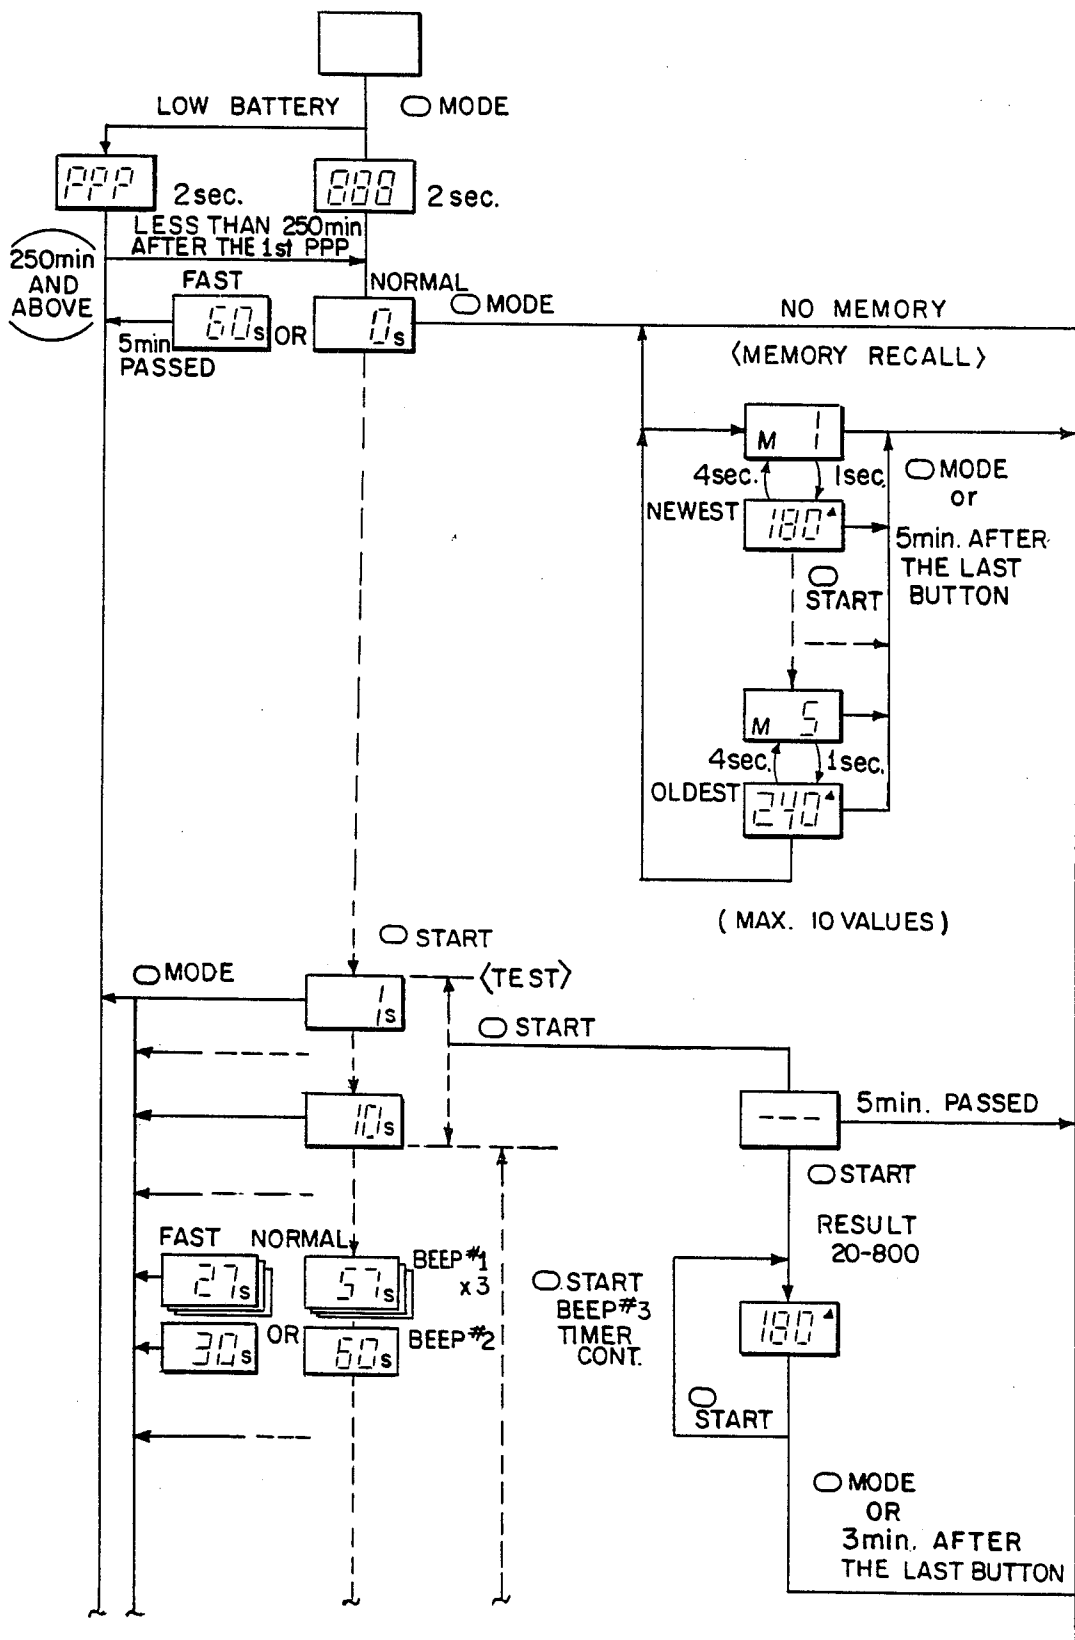 LOW BATTERY
MODE
PPP
2sec.
888
2 sec.
LESS THAN 250min
AFTER THE 1st PPP
250min
AND
ABOVE
FAST
NORMAL
60s
OR
0s
MODE
5min
PASSED
NO MEMORY
〈MEMORY RECALL〉
M 1
4sec.
1sec.
NEWEST
180
MODE
or
5min. AFTER
THE LAST
BUTTON
START
M 5
4sec.
1sec.
OLDEST
240
( MAX. 10 VALUES )
START
MODE
1s
〈TEST〉
START
10s
---
5min. PASSED
START
RESULT
20-800
FAST
NORMAL
27s
57s
BEEP #1
x3
30s
OR
60s
BEEP #2
START
BEEP #3
TIMER
CONT.
180
START
MODE
OR
3min. AFTER
THE LAST BUTTON